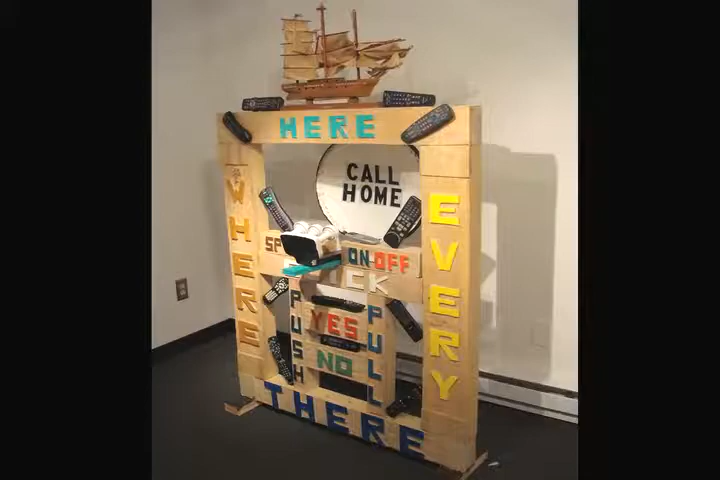 HERE
CALL
HOME
WHERE
EVERY
ON-OFF
PUSH
YES
NO
PULL
THERE